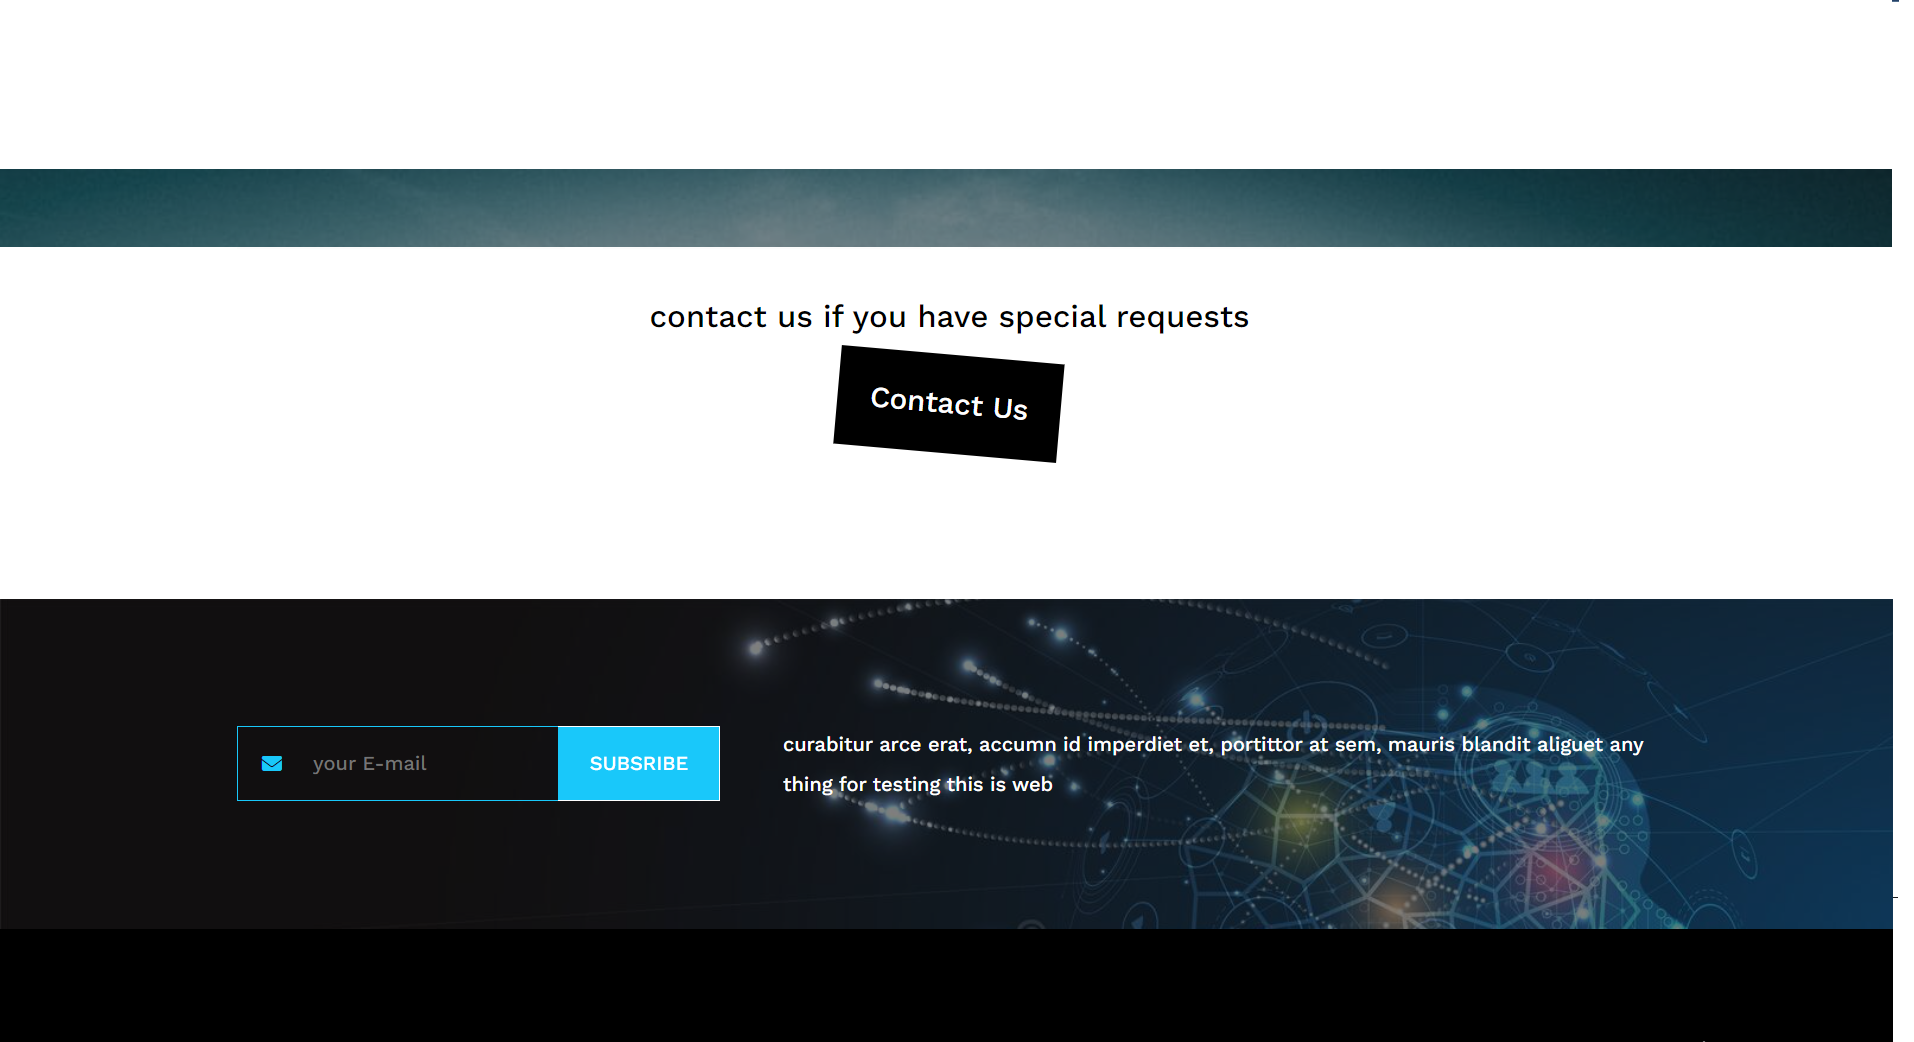 contact us if you have special requests
Contact Us
your E-mail
SUBSRIBE
curabitur arce erat, accumn id imperdiet et, portittor at sem, mauris blandit aliguet any
thing for testing this is web